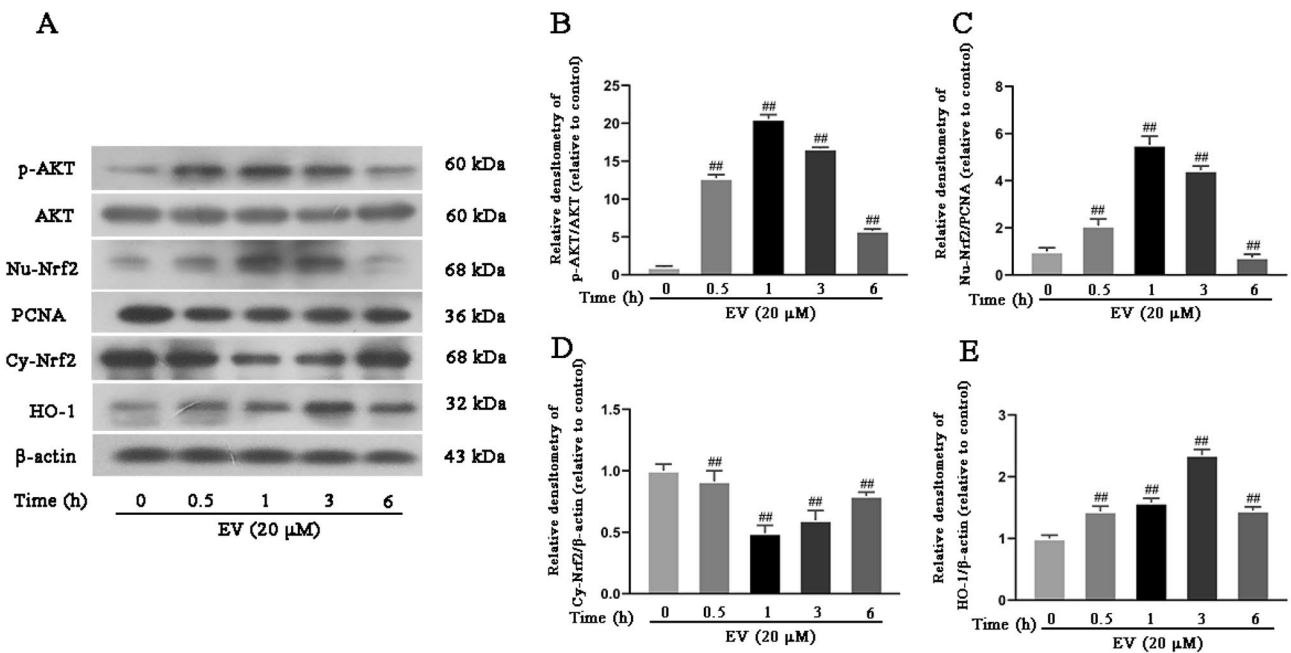 A
p-AKT 60 kDa
AKT 60 kDa
Nu-Nrf2 68 kDa
PCNA 36 kDa
Cy-Nrf2 68 kDa
HO-1 32 kDa
β-actin 43 kDa
Time (h) 0 0.5 1 3 6
EV (20 μM)
B
Relative densitometry of
p-AKT/AKT (relative to control)
25
20
15
10
5
0
## ## ## ##
Time (h) 0 0.5 1 3 6
EV (20 μM)
C
Relative densitometry of
Nu-Nrf2/PCNA (relative to control)
8
6
4
2
0
## ## ## ##
Time (h) 0 0.5 1 3 6
EV (20 μM)
D
Relative densitometry of
Cy-Nrf2/β-actin (relative to control)
1.5
1.0
0.5
0.0
## ## ## ##
Time (h) 0 0.5 1 3 6
EV (20 μM)
E
Relative densitometry of
HO-1/β-actin (relative to control)
3
2
1
0
## ## ## ##
Time (h) 0 0.5 1 3 6
EV (20 μM)